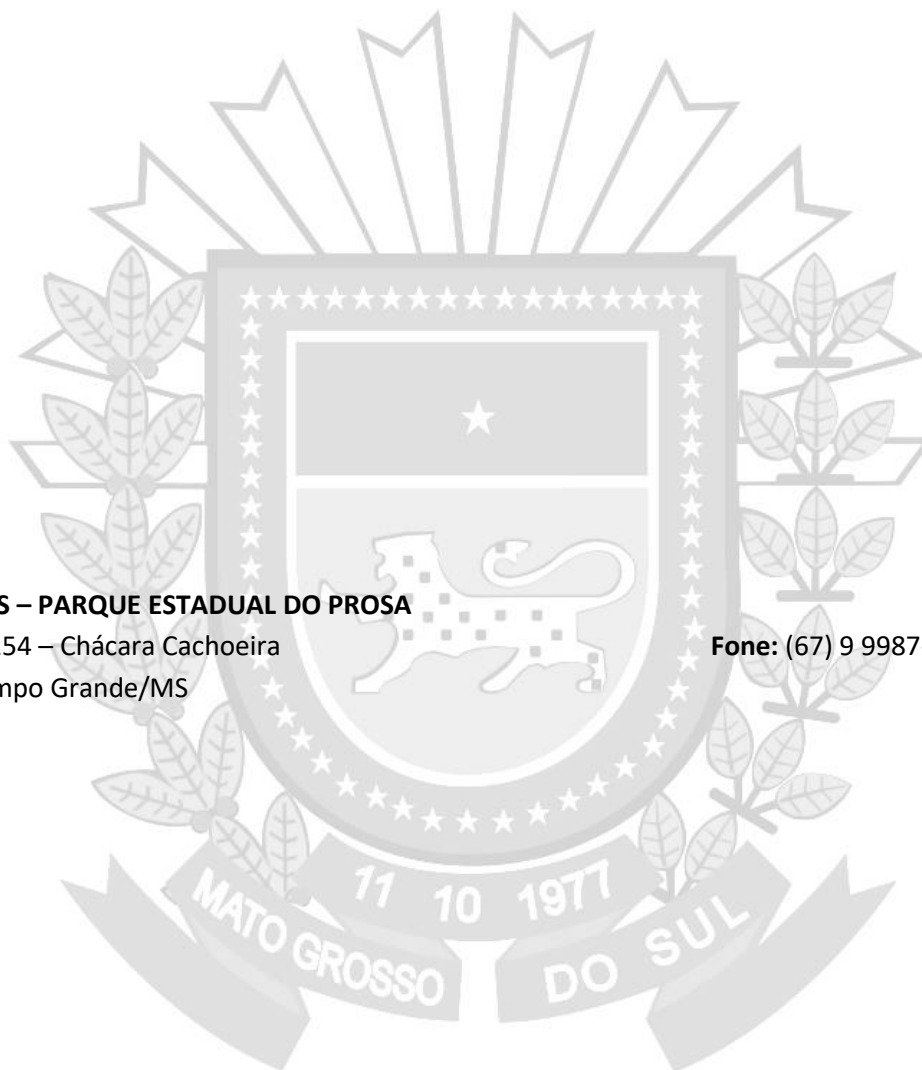 S – PARQUE ESTADUAL DO PROSA
254 – Chácara Cachoeira Fone: (67) 9 9987
mpo Grande/MS
11 10 1977
MATO GROSSO DO SUL